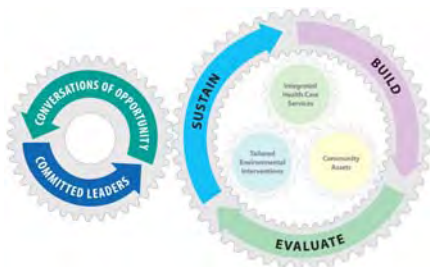 CONVERSATIONS OF OPPORTUNITY
COMMITTED LEADERS
SUSTAIN
BUILD
EVALUATE
Integrated
Health Care
Services
Tailored
Environmental
Interventions
Community
Assets